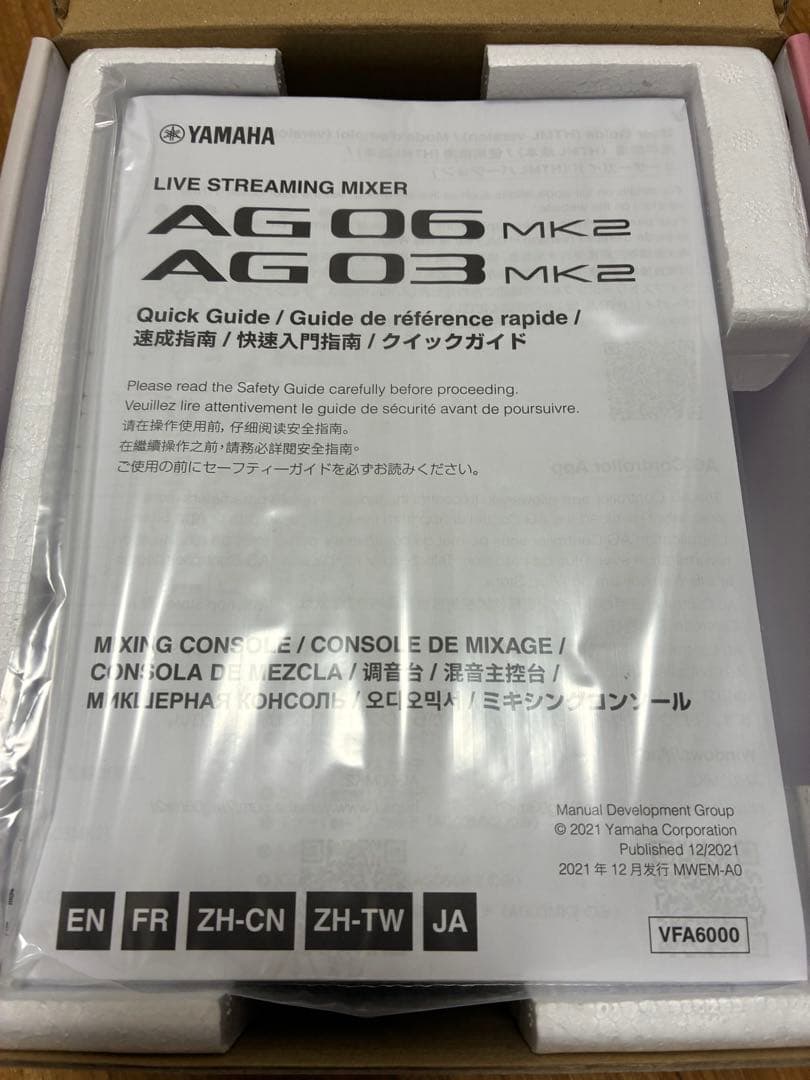 YAMAHA
LIVE STREAMING MIXER
AG06 MK2
AG03 MK2
Quick Guide / Guide de référence rapide /
速成指南 / 快速入門指南 / クイックガイド
Please read the Safety Guide carefully before proceeding.
Veuillez lire attentivement le guide de sécurité avant de poursuivre.
请在操作使用前，仔细阅读安全指南。
在繼續操作之前，請務必詳閱安全指南。
ご使用の前にセーフティーガイドを必ずお読みください。
MIXING CONSOLE / CONSOLE DE MIXAGE /
CONSOLA DE MEZCLA / 调音台 / 混音主控台 /
МИКШЕРНАЯ КОНСОЛЬ / 오디오믹서 / ミキシングコンソール
Manual Development Group
© 2021 Yamaha Corporation
Published 12/2021
2021 年 12 月发行 MWEM-A0
EN FR ZH-CN ZH-TW JA
VFA6000